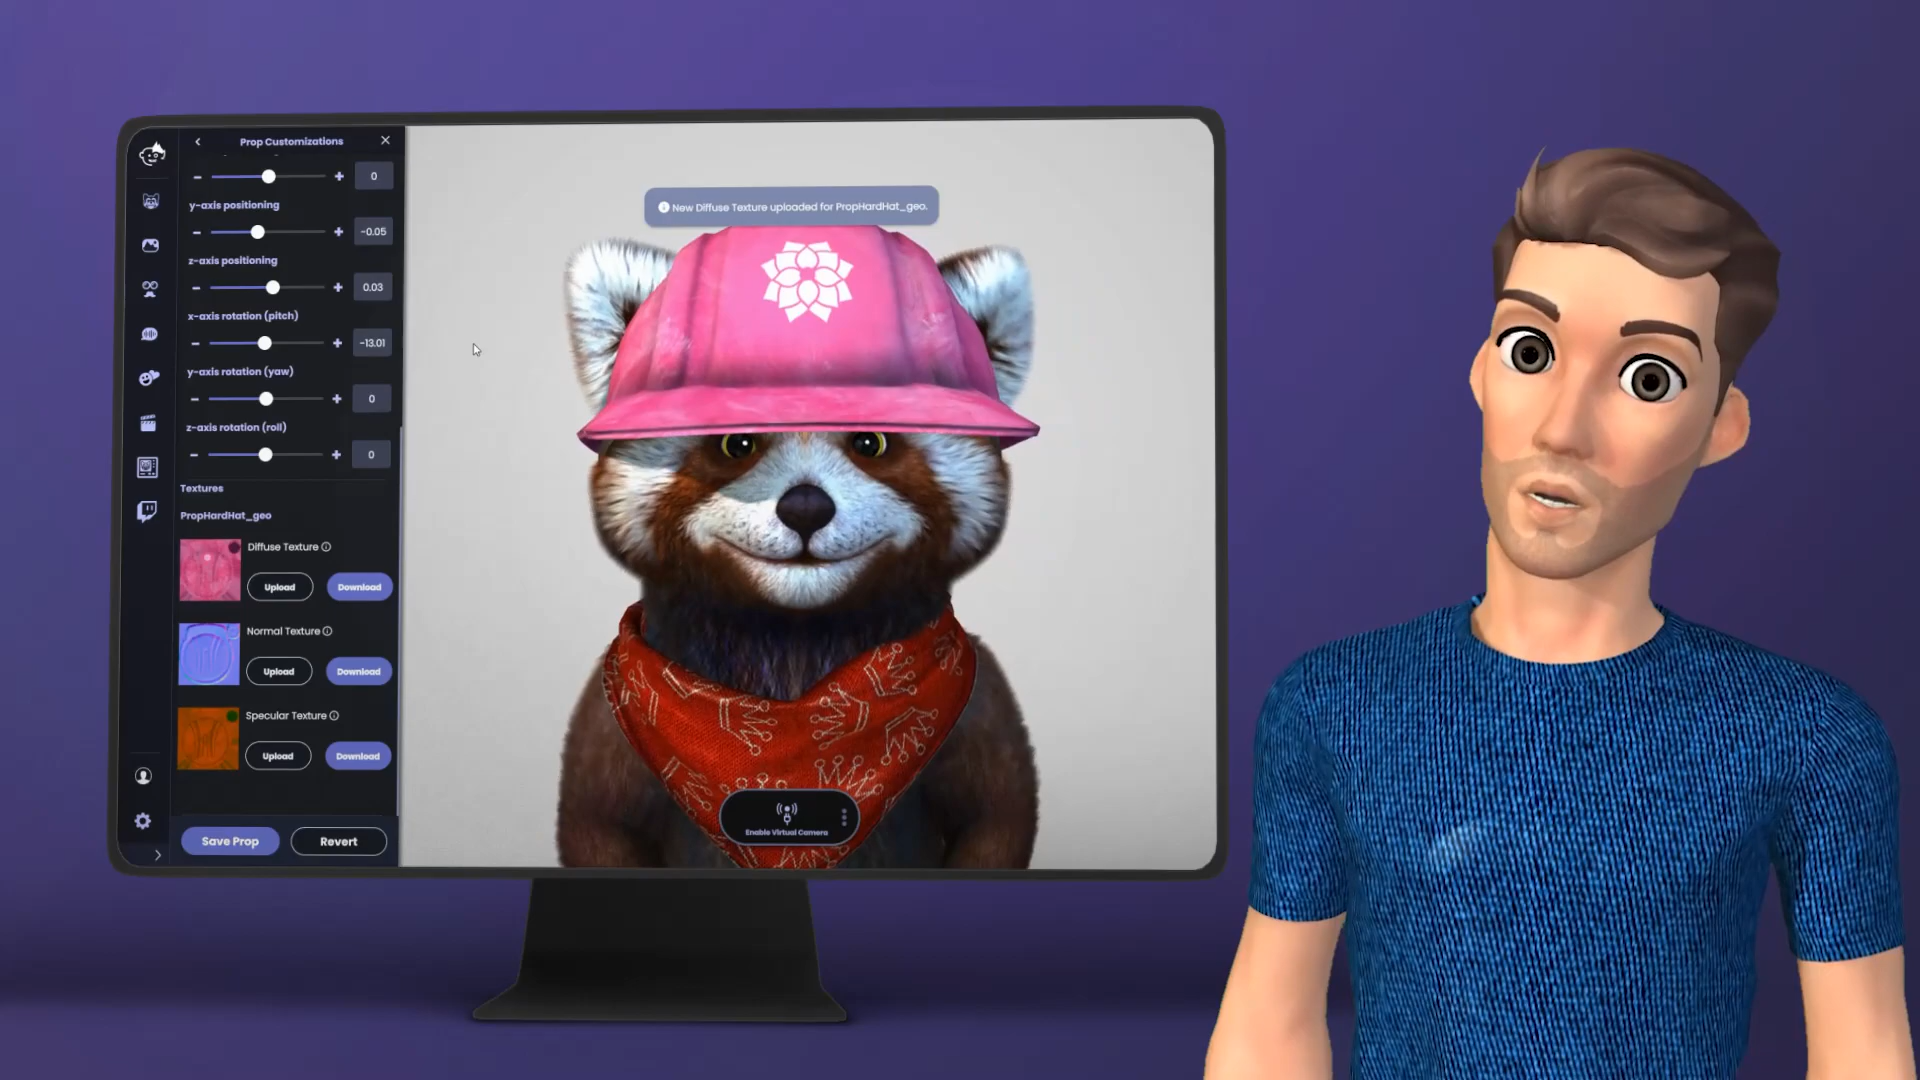 Prop Customizations
0
y-axis positioning
-0.05
z-axis positioning
0.03
x-axis rotation (pitch)
-13.01
y-axis rotation (yaw)
0
z-axis rotation (roll)
0
Textures
PropHardHat_geo
Diffuse Texture
Upload Download
Normal Texture
Upload Download
Specular Texture
Upload Download
Save Prop Revert
New Diffuse Texture uploaded for PropHardHat_geo.
Enable Virtual Camera